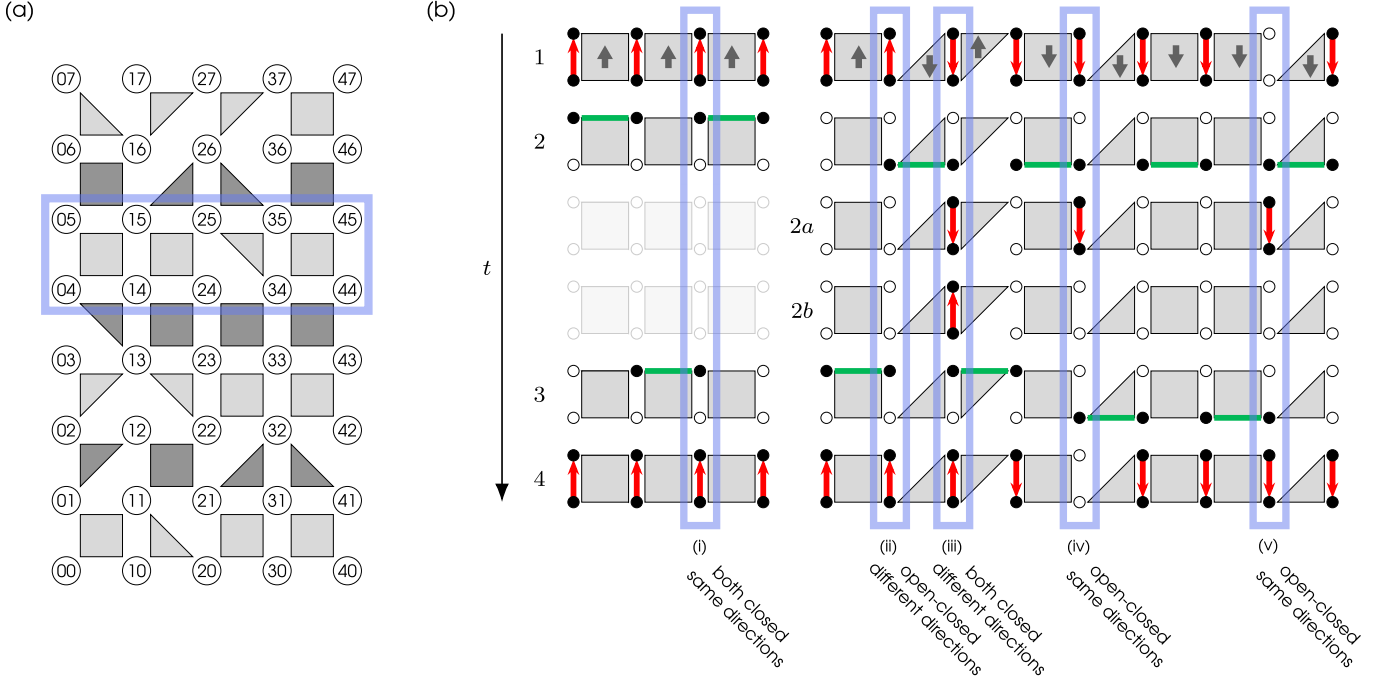 (a)
07 17 27 37 47
06 16 26 36 46
05 15 25 35 45
04 14 24 34 44
03 13 23 33 43
02 12 22 32 42
01 11 21 31 41
00 10 20 30 40
(b)
t
1
2
2a
2b
3
4
(i)
both closed
same directions
(ii)
open-closed
different directions
(iii)
both closed
different directions
(iv)
open-closed
same directions
(v)
open-closed
same directions